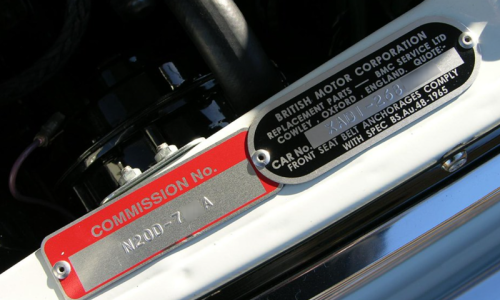 BRITISH MOTOR CORPORATION
REPLACEMENT PARTS — BMC SERVICE LTD
COWLEY, OXFORD, ENGLAND. QUOTE:-
CAR No.
FRONT SEAT BELT ANCHORAGES COMPLY
WITH SPEC BS.Au.48-1965
COMMISSION No.
N20D-7 A